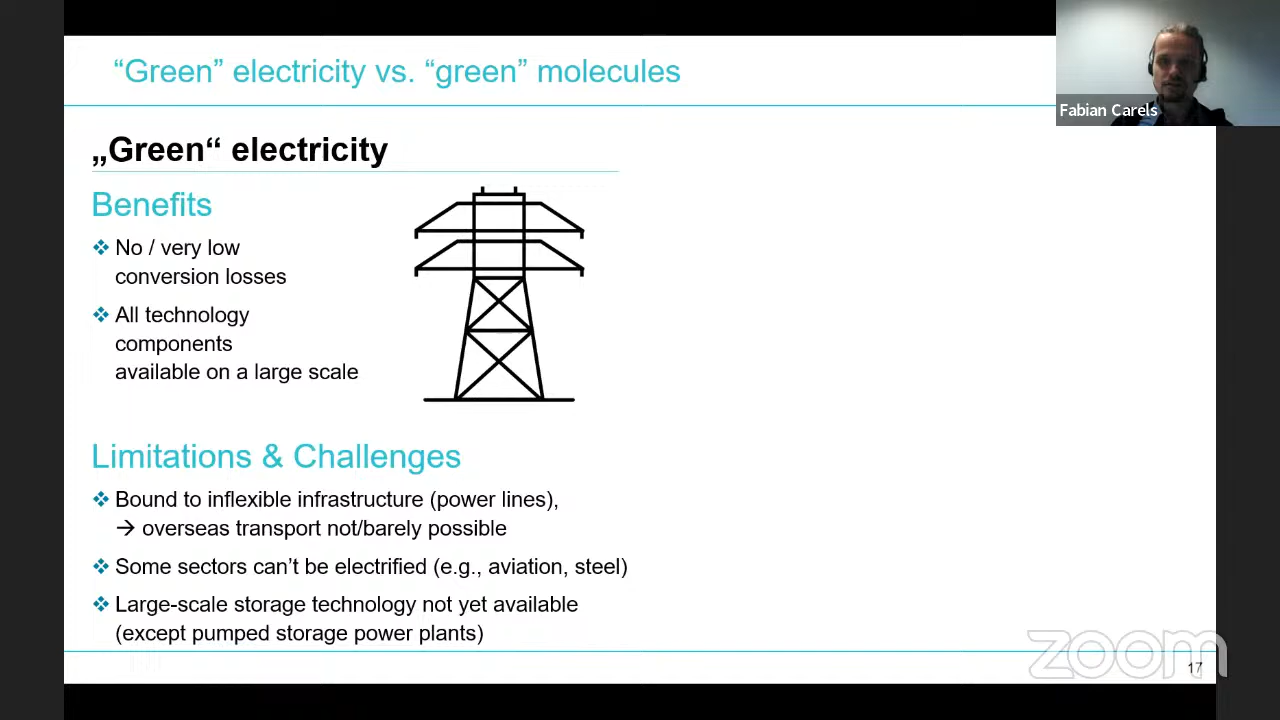 “Green” electricity vs. “green” molecules
Fabian Carels
„Green“ electricity
Benefits
❖ No / very low
conversion losses
❖ All technology
components
available on a large scale
Limitations & Challenges
❖ Bound to inflexible infrastructure (power lines),
→ overseas transport not/barely possible
❖ Some sectors can’t be electrified (e.g., aviation, steel)
❖ Large-scale storage technology not yet available
(except pumped storage power plants)
zoom
17